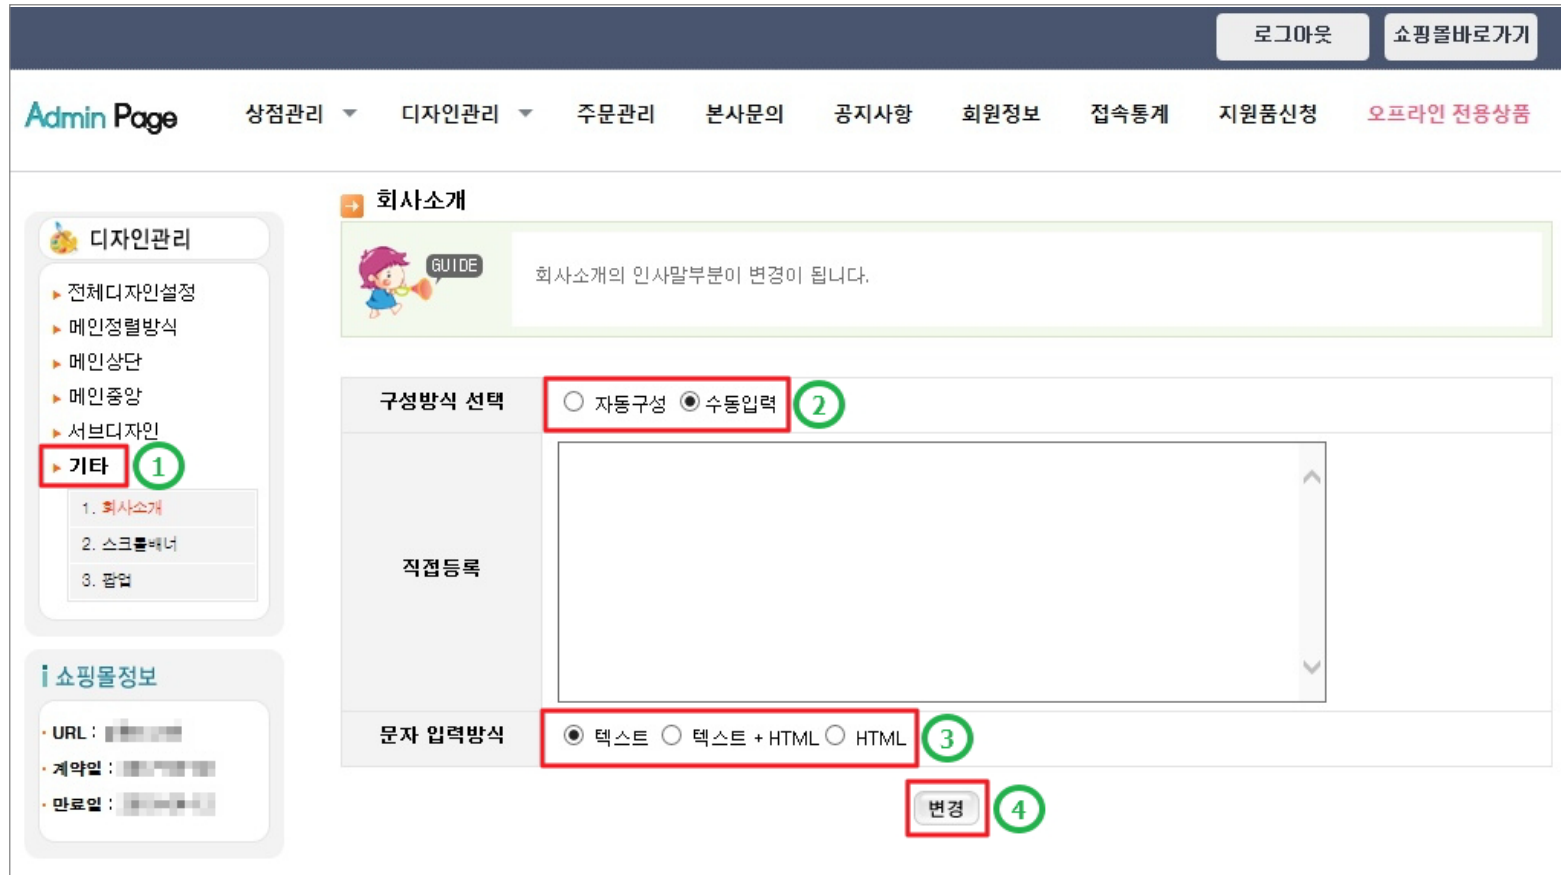 로그아웃 쇼핑몰바로가기
Admin Page 상점관리 디자인관리 주문관리 본사문의 공지사항 회원정보 접속통계 지원품신청 오프라인 전용상품
회사소개
디자인관리
GUIDE
회사소개의 인사말부분이 변경이 됩니다.
전체디자인설정
메인정렬방식
메인상단
메인중앙
서브디자인
기타 1
1. 회사소개
2. 스크롤배너
3. 팝업
구성방식 선택 자동구성 수동입력 2
직접등록
문자 입력방식 텍스트 텍스트 + HTML HTML 3
변경 4
쇼핑몰정보
URL :
계약일 :
만료일 :